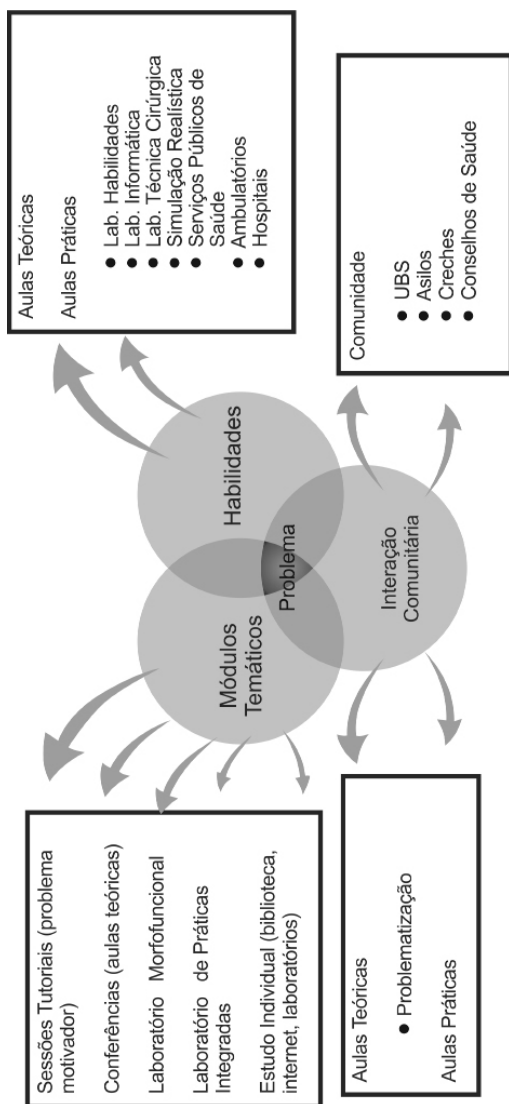 Sessões Tutoriais (problema
motivador)
Conferências (aulas teóricas)
Laboratório Morfofuncional
Laboratório de Práticas
Integradas
Estudo Individual (biblioteca,
internet, laboratórios)
Módulos
Temáticos
Habilidades
Problema
Interação
Comunitária
Aulas Teóricas
Aulas Práticas
● Lab. Habilidades
● Lab. Informática
● Lab. Técnica Cirúrgica
● Simulação Realística
● Serviços Públicos de
Saúde
● Ambulatórios
● Hospitais
Aulas Teóricas
● Problematização
Aulas Práticas
Comunidade
● UBS
● Asilos
● Creches
● Conselhos de Saúde